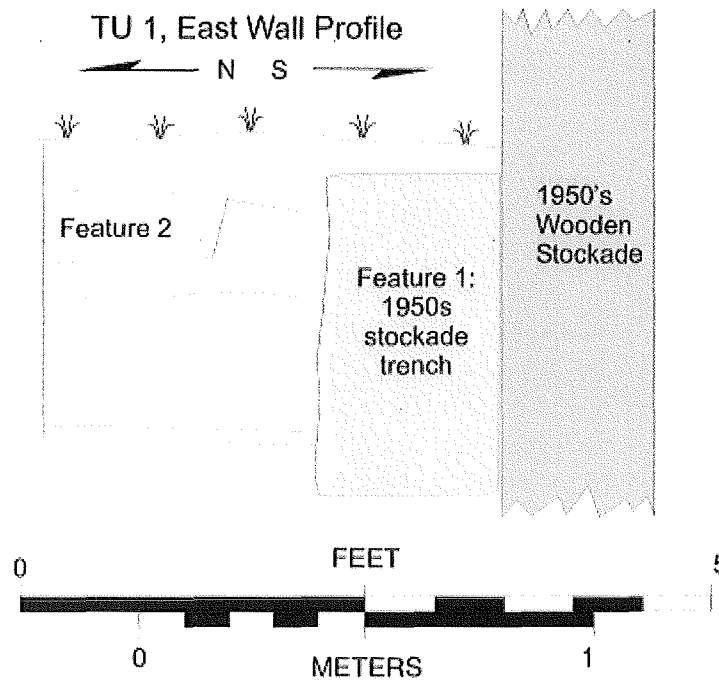 TU 1, East Wall Profile
N S
Feature 2
1950's
Wooden
Stockade
Feature 1:
1950s
stockade
trench
0 FEET 5
0 METERS 1